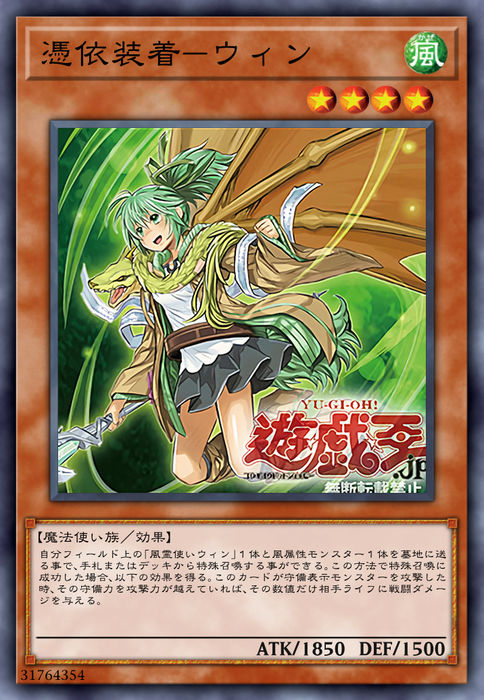 憑依装着－ウィン
かぜ
風
YU-GI-OH!
遊戯王
.JP
無断転載禁止
【魔法使い族／効果】
自分フィールド上の「風霊使いウィン」１体と風属性モンスター１体を墓地に送
る事で、手札またはデッキから特殊召喚する事ができる。この方法で特殊召喚に
成功した場合、以下の効果を得る。このカードが守備表示モンスターを攻撃した
時、その守備力を攻撃力が越えていれば、その数値だけ相手ライフに戦闘ダメー
ジを与える。
ATK/1850 DEF/1500
31764354